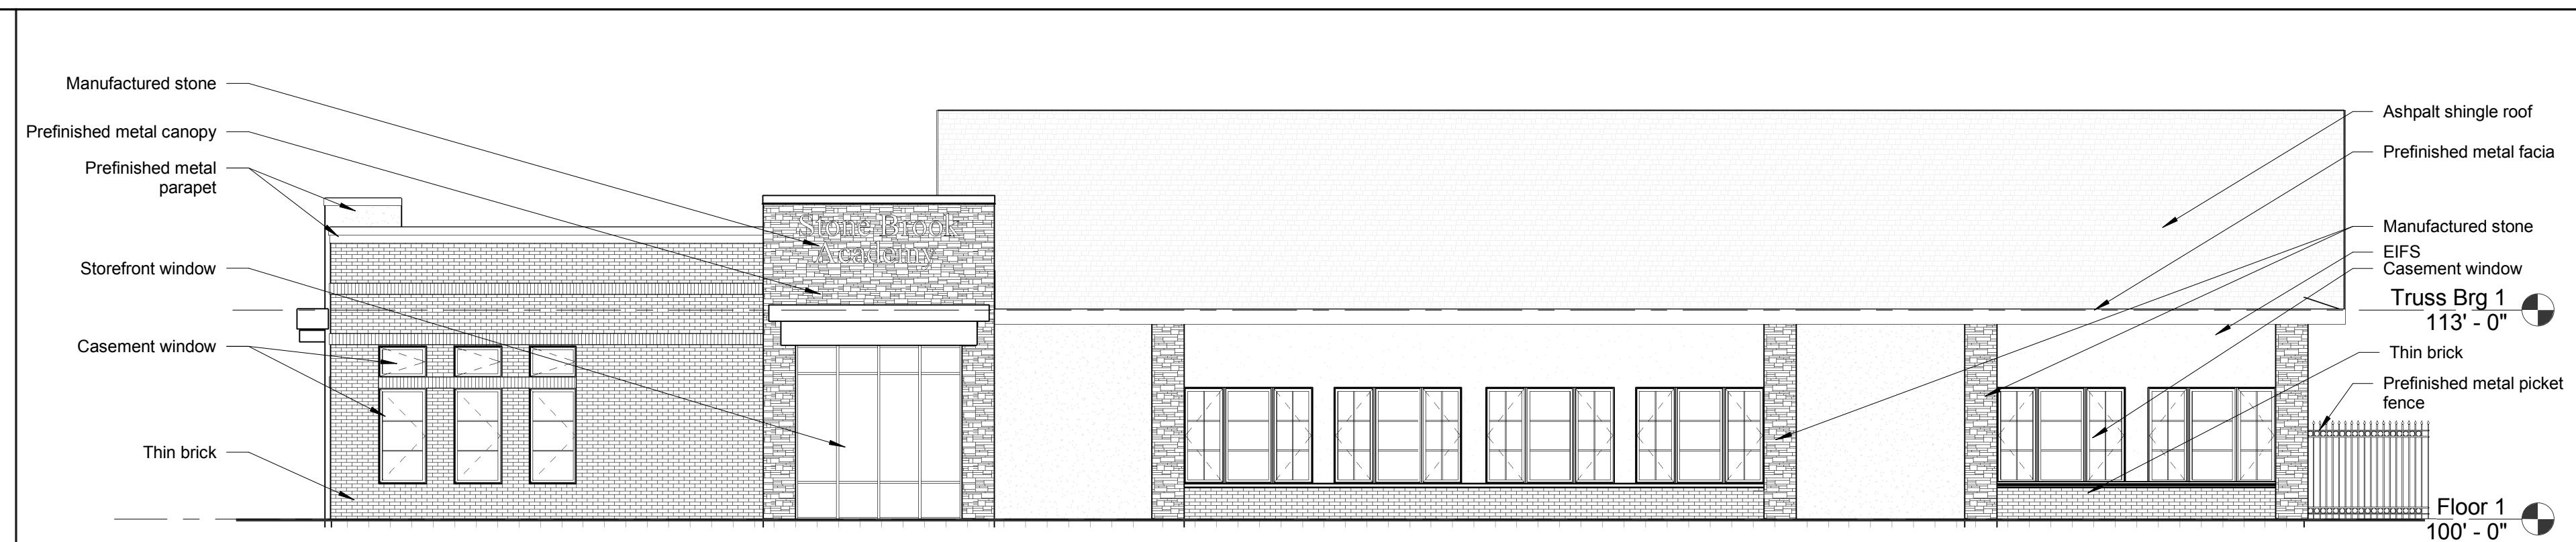 Manufactured stone
Prefinished metal canopy
Prefinished metal
parapet
Storefront window
Casement window
Thin brick
Stone Brook
Academy
Ashpalt shingle roof
Prefinished metal facia
Manufactured stone
EIFS
Casement window
Truss Brg 1
113' - 0"
Thin brick
Prefinished metal picket
fence
Floor 1
100' - 0"